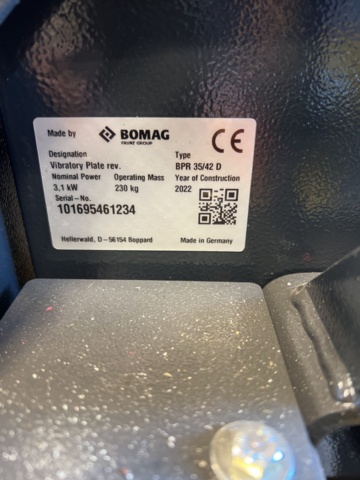 Made by BOMAG
FAYAT GROUP
CE
Designation Type
Vibratory Plate rev. BPR 35/42 D
Nominal Power Operating Mass Year of Construction
3,1 kW 230 kg 2022
Serial-No.
101695461234
Hellerwald, D-56154 Boppard Made in Germany